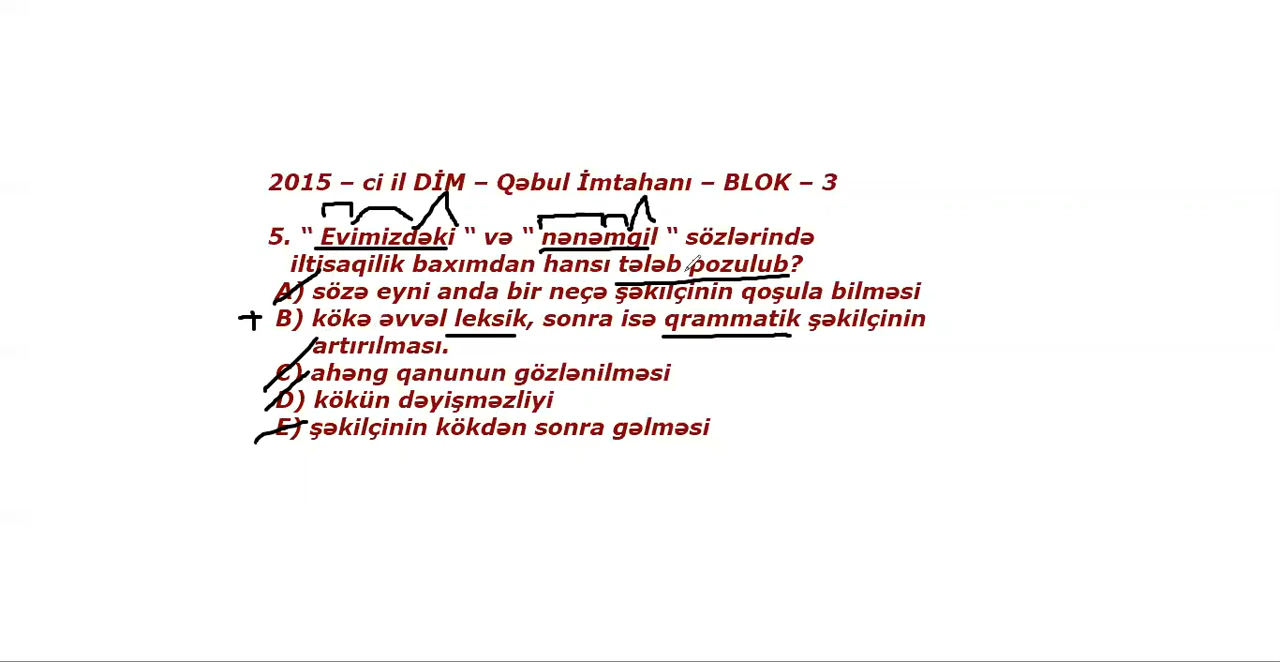 2015 – ci il DİM – Qəbul İmtahanı – BLOK – 3
5. “ Evimizdəki “ və “ nənəmgil “ sözlərində
iltisaqilik baxımdan hansı tələb pozulub?
A) sözə eyni anda bir neçə şəkilçinin qoşula bilməsi
+ B) kökə əvvəl leksik, sonra isə qrammatik şəkilçinin
artırılması.
C) ahəng qanunun gözlənilməsi
D) kökün dəyişməzliyi
E) şəkilçinin kökdən sonra gəlməsi